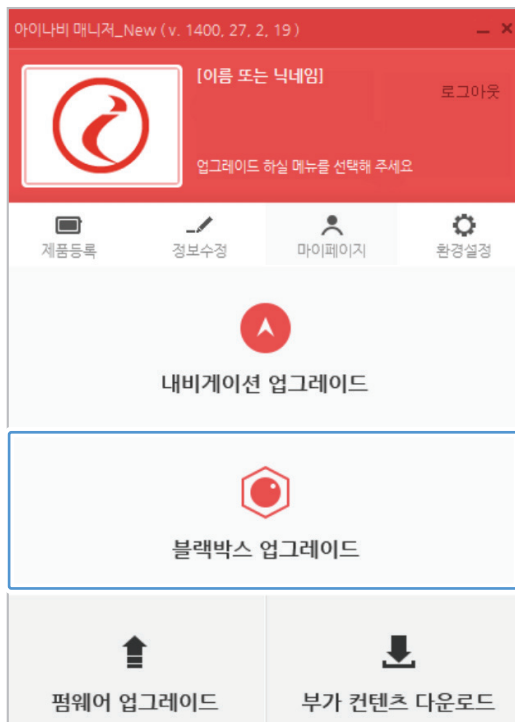 아이나비 매니저_New ( v. 1400, 27, 2, 19 )
[이름 또는 닉네임]
로그아웃
업그레이드 하실 메뉴를 선택해 주세요
제품등록
정보수정
마이페이지
환경설정
내비게이션 업그레이드
블랙박스 업그레이드
펌웨어 업그레이드
부가 컨텐츠 다운로드